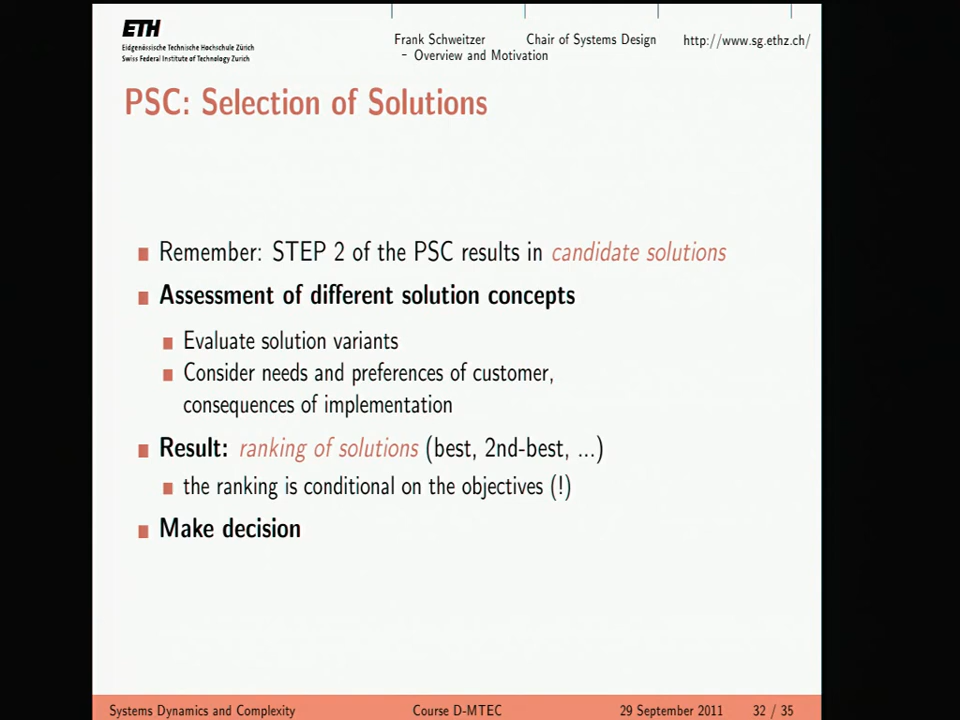 ETH
Eidgenössische Technische Hochschule Zürich
Swiss Federal Institute of Technology Zurich
Frank Schweitzer Chair of Systems Design http://www.sg.ethz.ch/
– Overview and Motivation
PSC: Selection of Solutions
Remember: STEP 2 of the PSC results in candidate solutions
Assessment of different solution concepts
Evaluate solution variants
Consider needs and preferences of customer,
consequences of implementation
Result: ranking of solutions (best, 2nd-best, ...)
the ranking is conditional on the objectives (!)
Make decision
Systems Dynamics and Complexity Course D-MTEC 29 September 2011 32 / 35